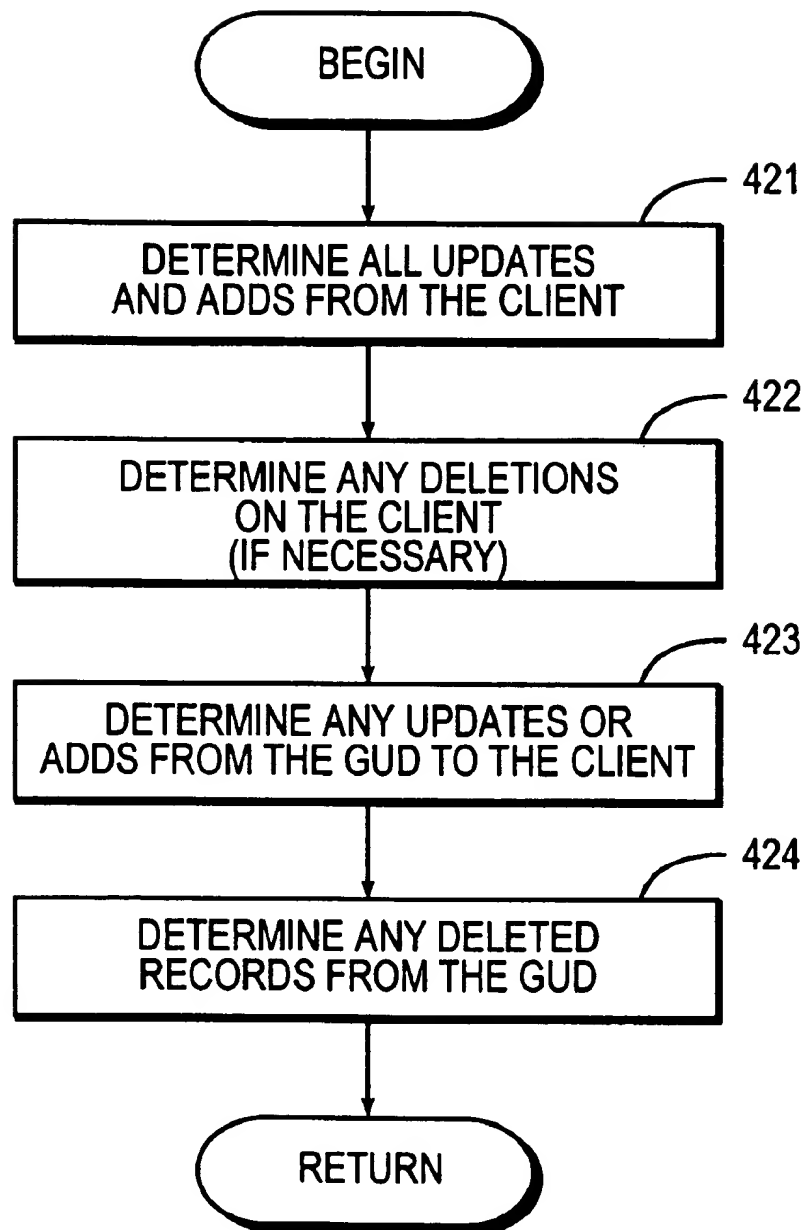 BEGIN
421
DETERMINE ALL UPDATES
AND ADDS FROM THE CLIENT
422
DETERMINE ANY DELETIONS
ON THE CLIENT
(IF NECESSARY)
423
DETERMINE ANY UPDATES OR
ADDS FROM THE GUD TO THE CLIENT
424
DETERMINE ANY DELETED
RECORDS FROM THE GUD
RETURN